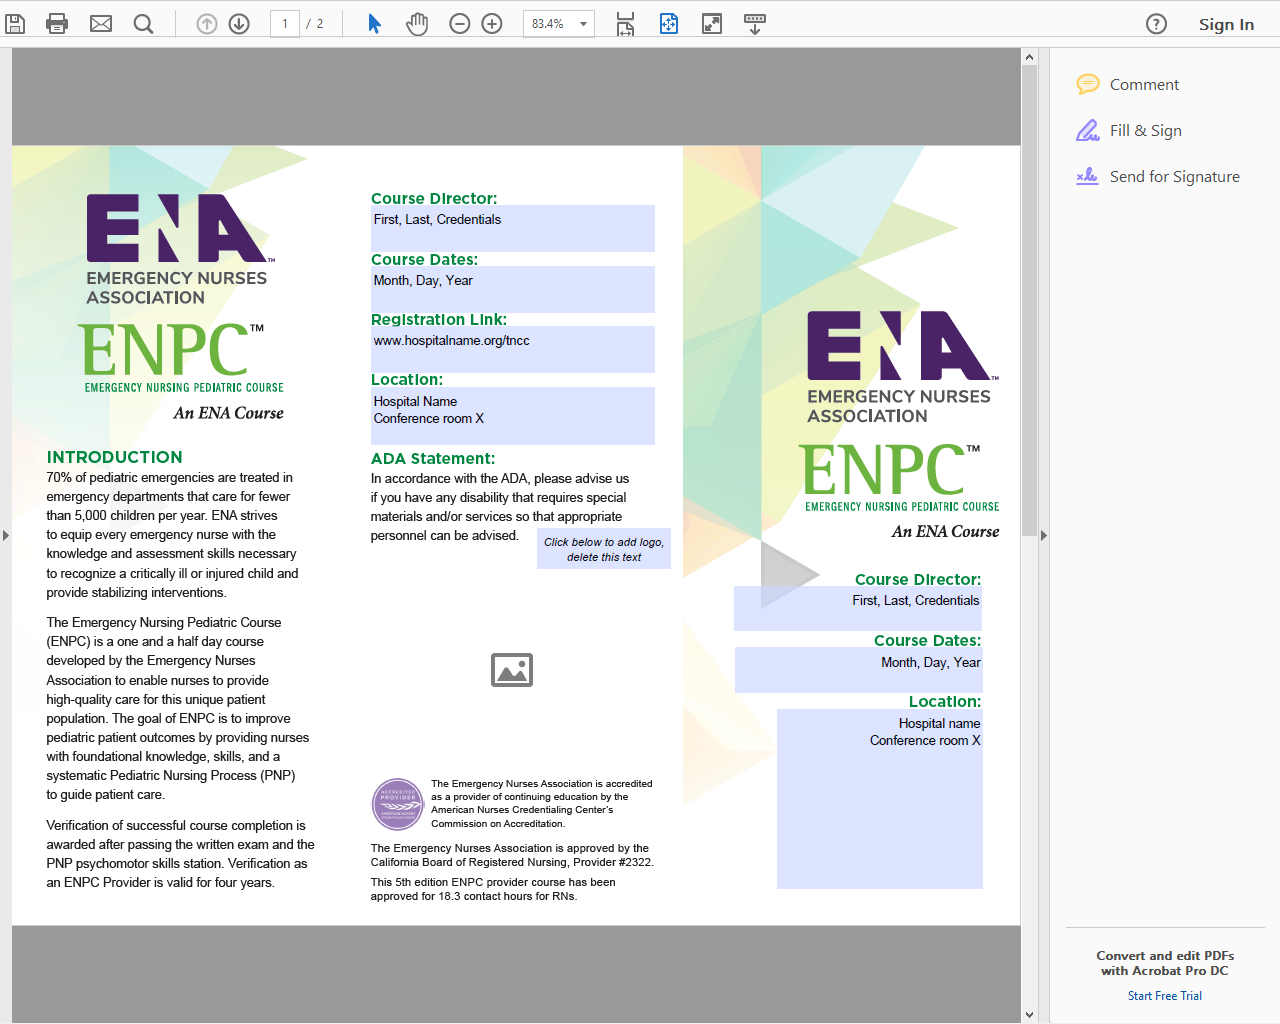 1 / 2
83.4%
Sign In
Comment
Fill & Sign
Send for Signature
ENA™
EMERGENCY NURSES
ASSOCIATION
ENPC™
EMERGENCY NURSING PEDIATRIC COURSE
An ENA Course
INTRODUCTION
70% of pediatric emergencies are treated in
emergency departments that care for fewer
than 5,000 children per year. ENA strives
to equip every emergency nurse with the
knowledge and assessment skills necessary
to recognize a critically ill or injured child and
provide stabilizing interventions.
The Emergency Nursing Pediatric Course
(ENPC) is a one and a half day course
developed by the Emergency Nurses
Association to enable nurses to provide
high-quality care for this unique patient
population. The goal of ENPC is to improve
pediatric patient outcomes by providing nurses
with foundational knowledge, skills, and a
systematic Pediatric Nursing Process (PNP)
to guide patient care.
Verification of successful course completion is
awarded after passing the written exam and the
PNP psychomotor skills station. Verification as
an ENPC Provider is valid for four years.
Course Director:
First, Last, Credentials
Course Dates:
Month, Day, Year
Registration Link:
www.hospitalname.org/tncc
Location:
Hospital Name
Conference room X
ADA Statement:
In accordance with the ADA, please advise us
if you have any disability that requires special
materials and/or services so that appropriate
personnel can be advised.
Click below to add logo,
delete this text
ACCREDITED
PROVIDER
The Emergency Nurses Association is accredited
as a provider of continuing education by the
American Nurses Credentialing Center's
Commission on Accreditation.
The Emergency Nurses Association is approved by the
California Board of Registered Nursing, Provider #2322.
This 5th edition ENPC provider course has been
approved for 18.3 contact hours for RNs.
ENA™
EMERGENCY NURSES
ASSOCIATION
ENPC™
EMERGENCY NURSING PEDIATRIC COURSE
An ENA Course
Course Director:
First, Last, Credentials
Course Dates:
Month, Day, Year
Location:
Hospital name
Conference room X
Convert and edit PDFs
with Acrobat Pro DC
Start Free Trial